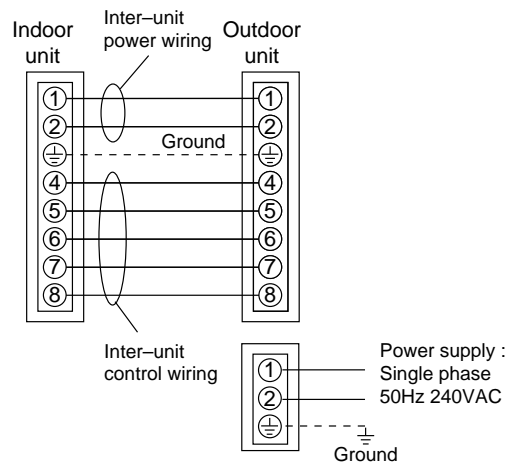 Inter–unit
power wiring
Indoor
unit
Outdoor
unit
1 1
2 2
Ground
4 4
5 5
6 6
7 7
8 8
Inter–unit
control wiring
1
2
Power supply :
Single phase
50Hz 240VAC
Ground